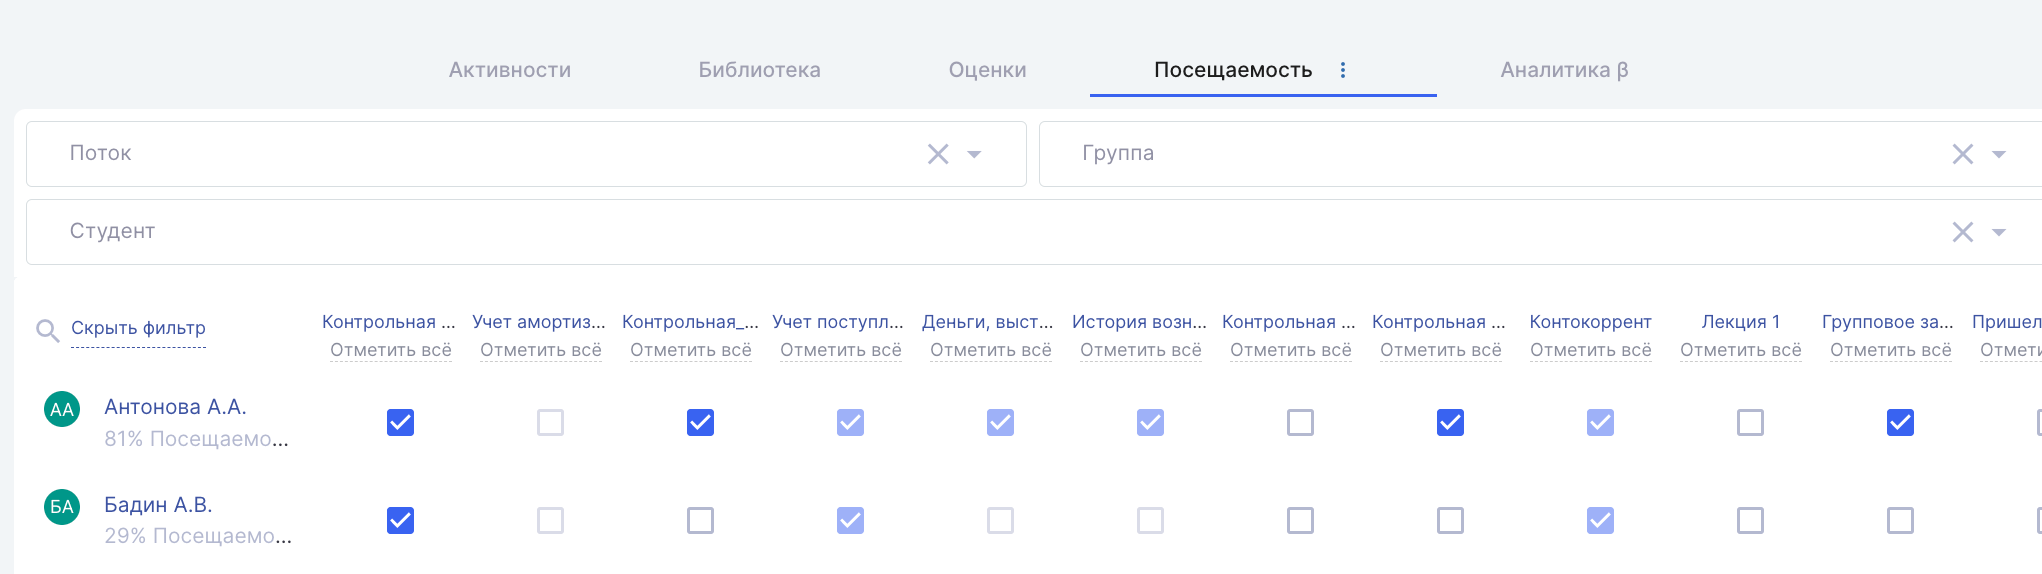 Активности Библиотека Оценки Посещаемость Аналитика β
Поток Группа
Студент
Скрыть фильтр
Контрольная ... Учет амортиз... Контрольная_... Учет поступл... Деньги, выст... История возн... Контрольная ... Контрольная ... Контокоррент Лекция 1 Групповое за... Пришел
Отметить всё Отметить всё Отметить всё Отметить всё Отметить всё Отметить всё Отметить всё Отметить всё Отметить всё Отметить всё Отметить всё Отмети
АА Антонова А.А.
81% Посещаемо...
БА Бадин А.В.
29% Посещаемо...